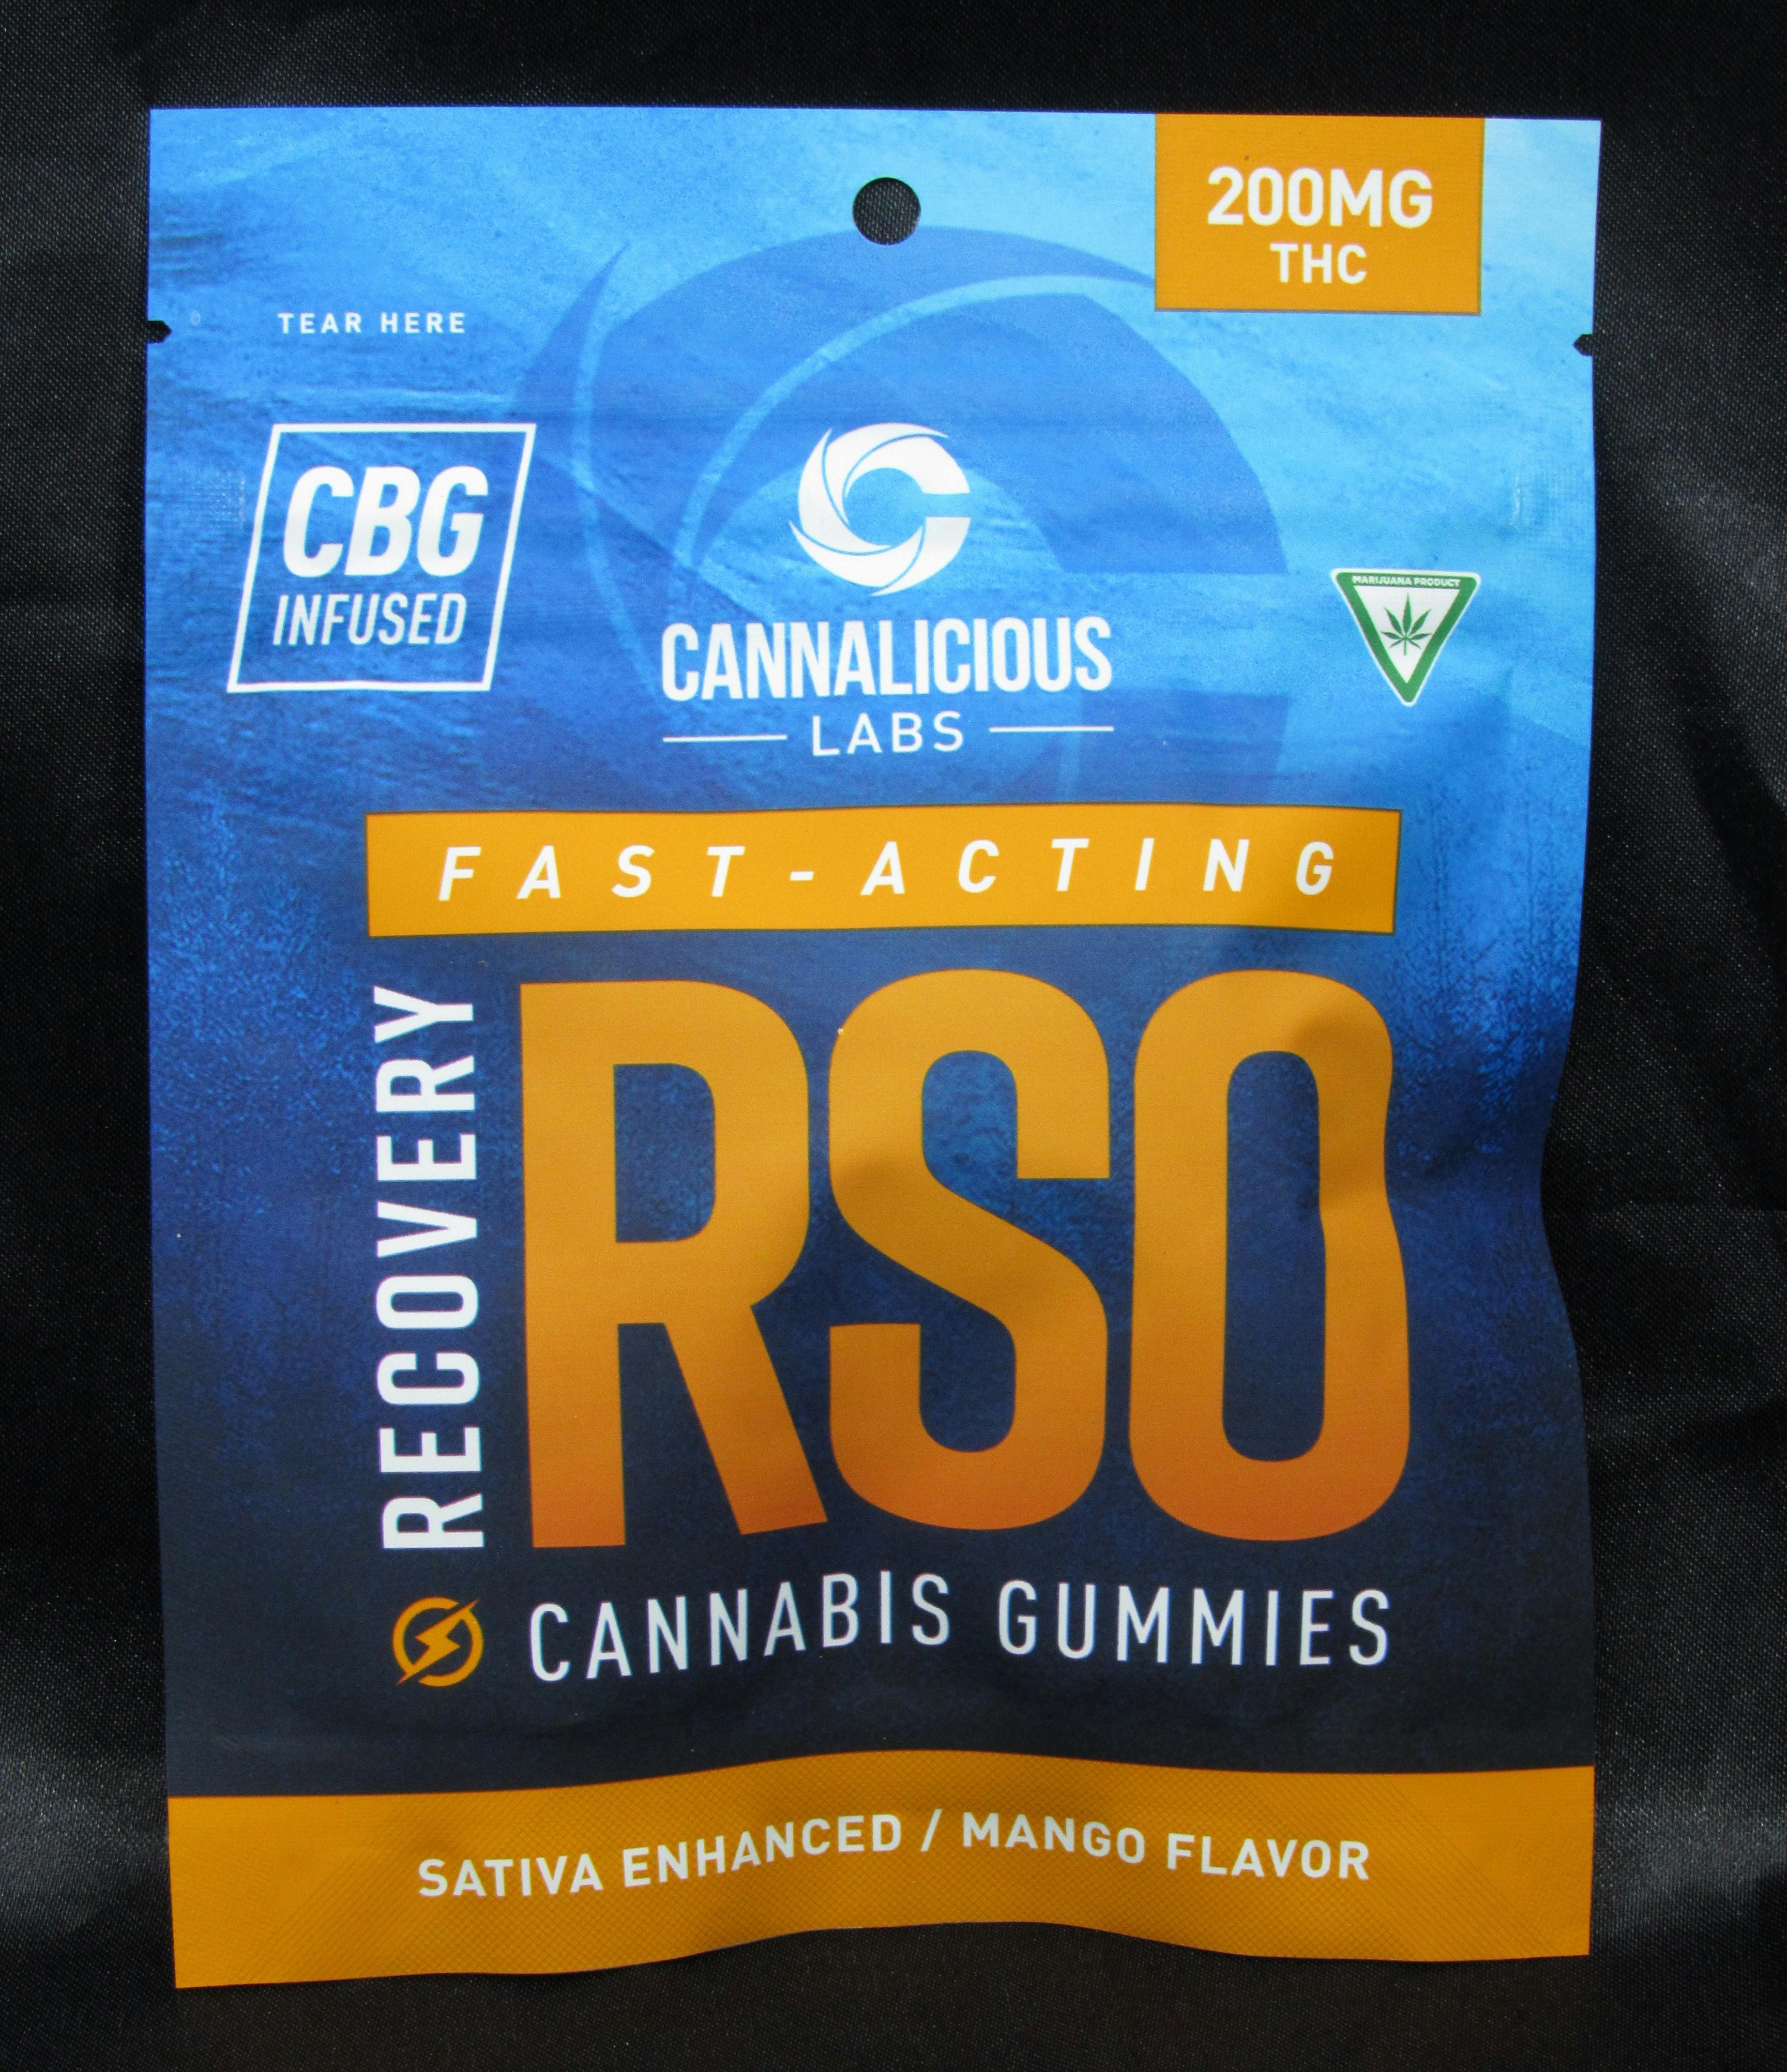 200MG
THC
TEAR HERE
CBG
INFUSED
CANNALICIOUS
LABS
MARIJUANA PRODUCT
FAST-ACTING
RECOVERY
RSO
CANNABIS GUMMIES
SATIVA ENHANCED / MANGO FLAVOR